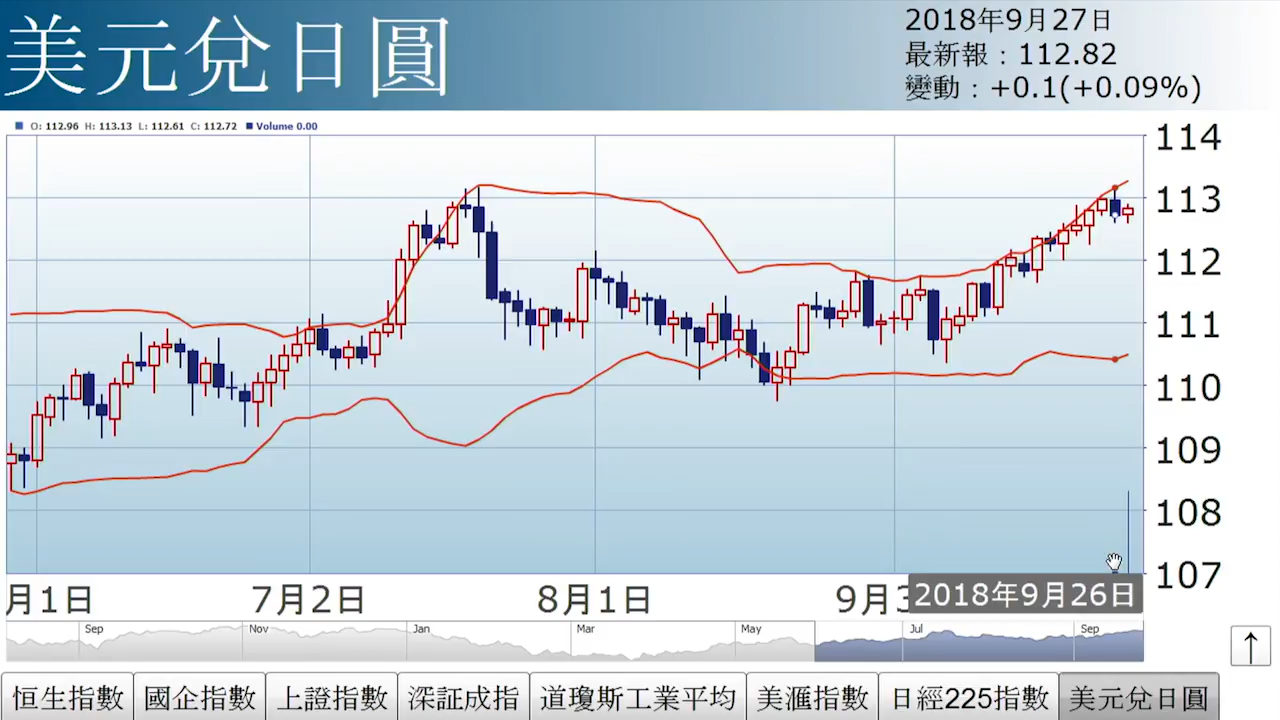 美元兌日圓
2018年9月27日
最新報：112.82
變動：+0.1(+0.09%)
O: 112.96 H: 113.13 L: 112.61 C: 112.72 Volume 0.00
114
113
112
111
110
109
108
107
月1日 7月2日 8月1日 9月3 2018年9月26日
Sep Nov Jan Mar May Jul Sep
↑
恒生指數 國企指數 上證指數 深証成指 道瓊斯工業平均 美滙指數 日經225指數 美元兌日圓